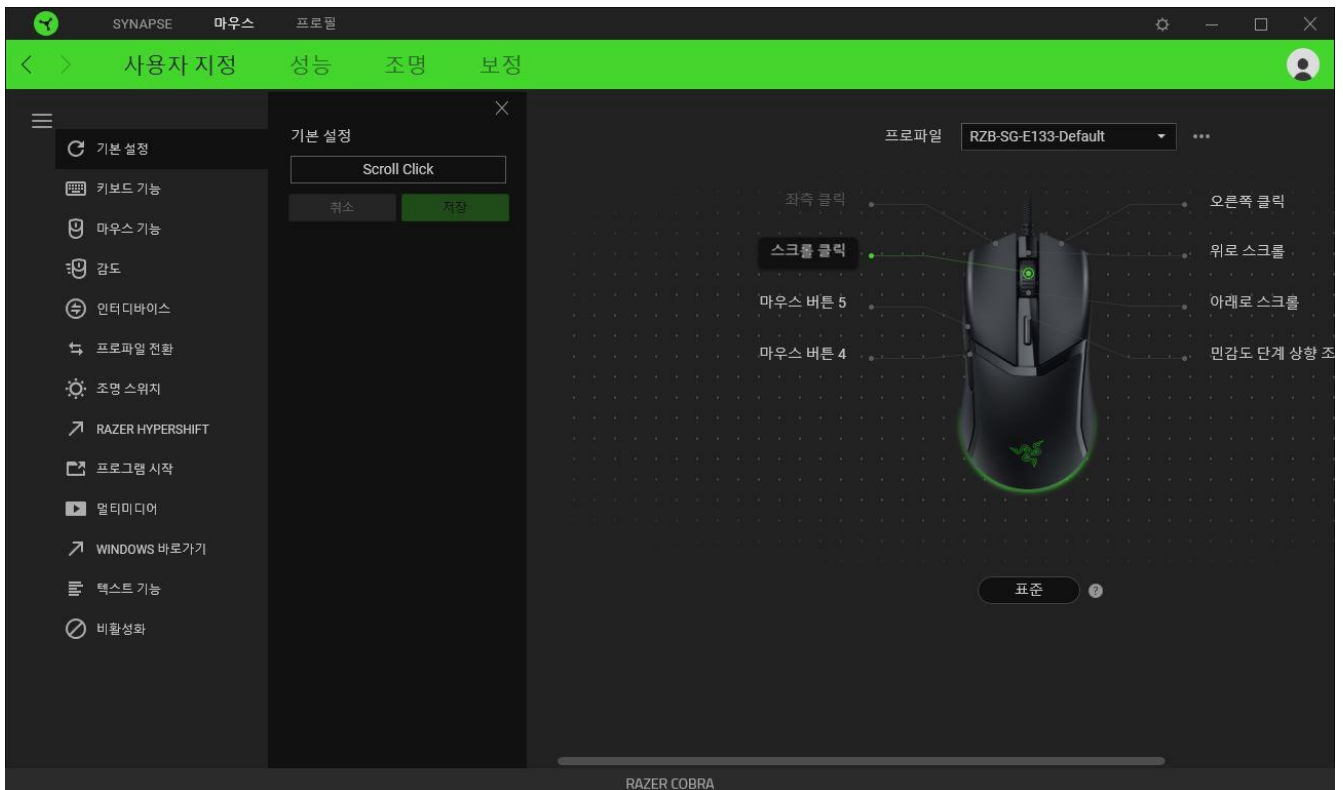 SYNAPSE 마우스 프로필
사용자 지정 성능 조명 보정
기본 설정
키보드 기능
마우스 기능
감도
인터디바이스
프로파일 전환
조명 스위치
RAZER HYPERSHIFT
프로그램 시작
멀티미디어
WINDOWS 바로가기
텍스트 기능
비활성화
기본 설정
Scroll Click
취소 저장
프로파일 RZB-SG-E133-Default
좌측 클릭
스크롤 클릭
마우스 버튼 5
마우스 버튼 4
오른쪽 클릭
위로 스크롤
아래로 스크롤
민감도 단계 상향 조
표준 ?
RAZER COBRA